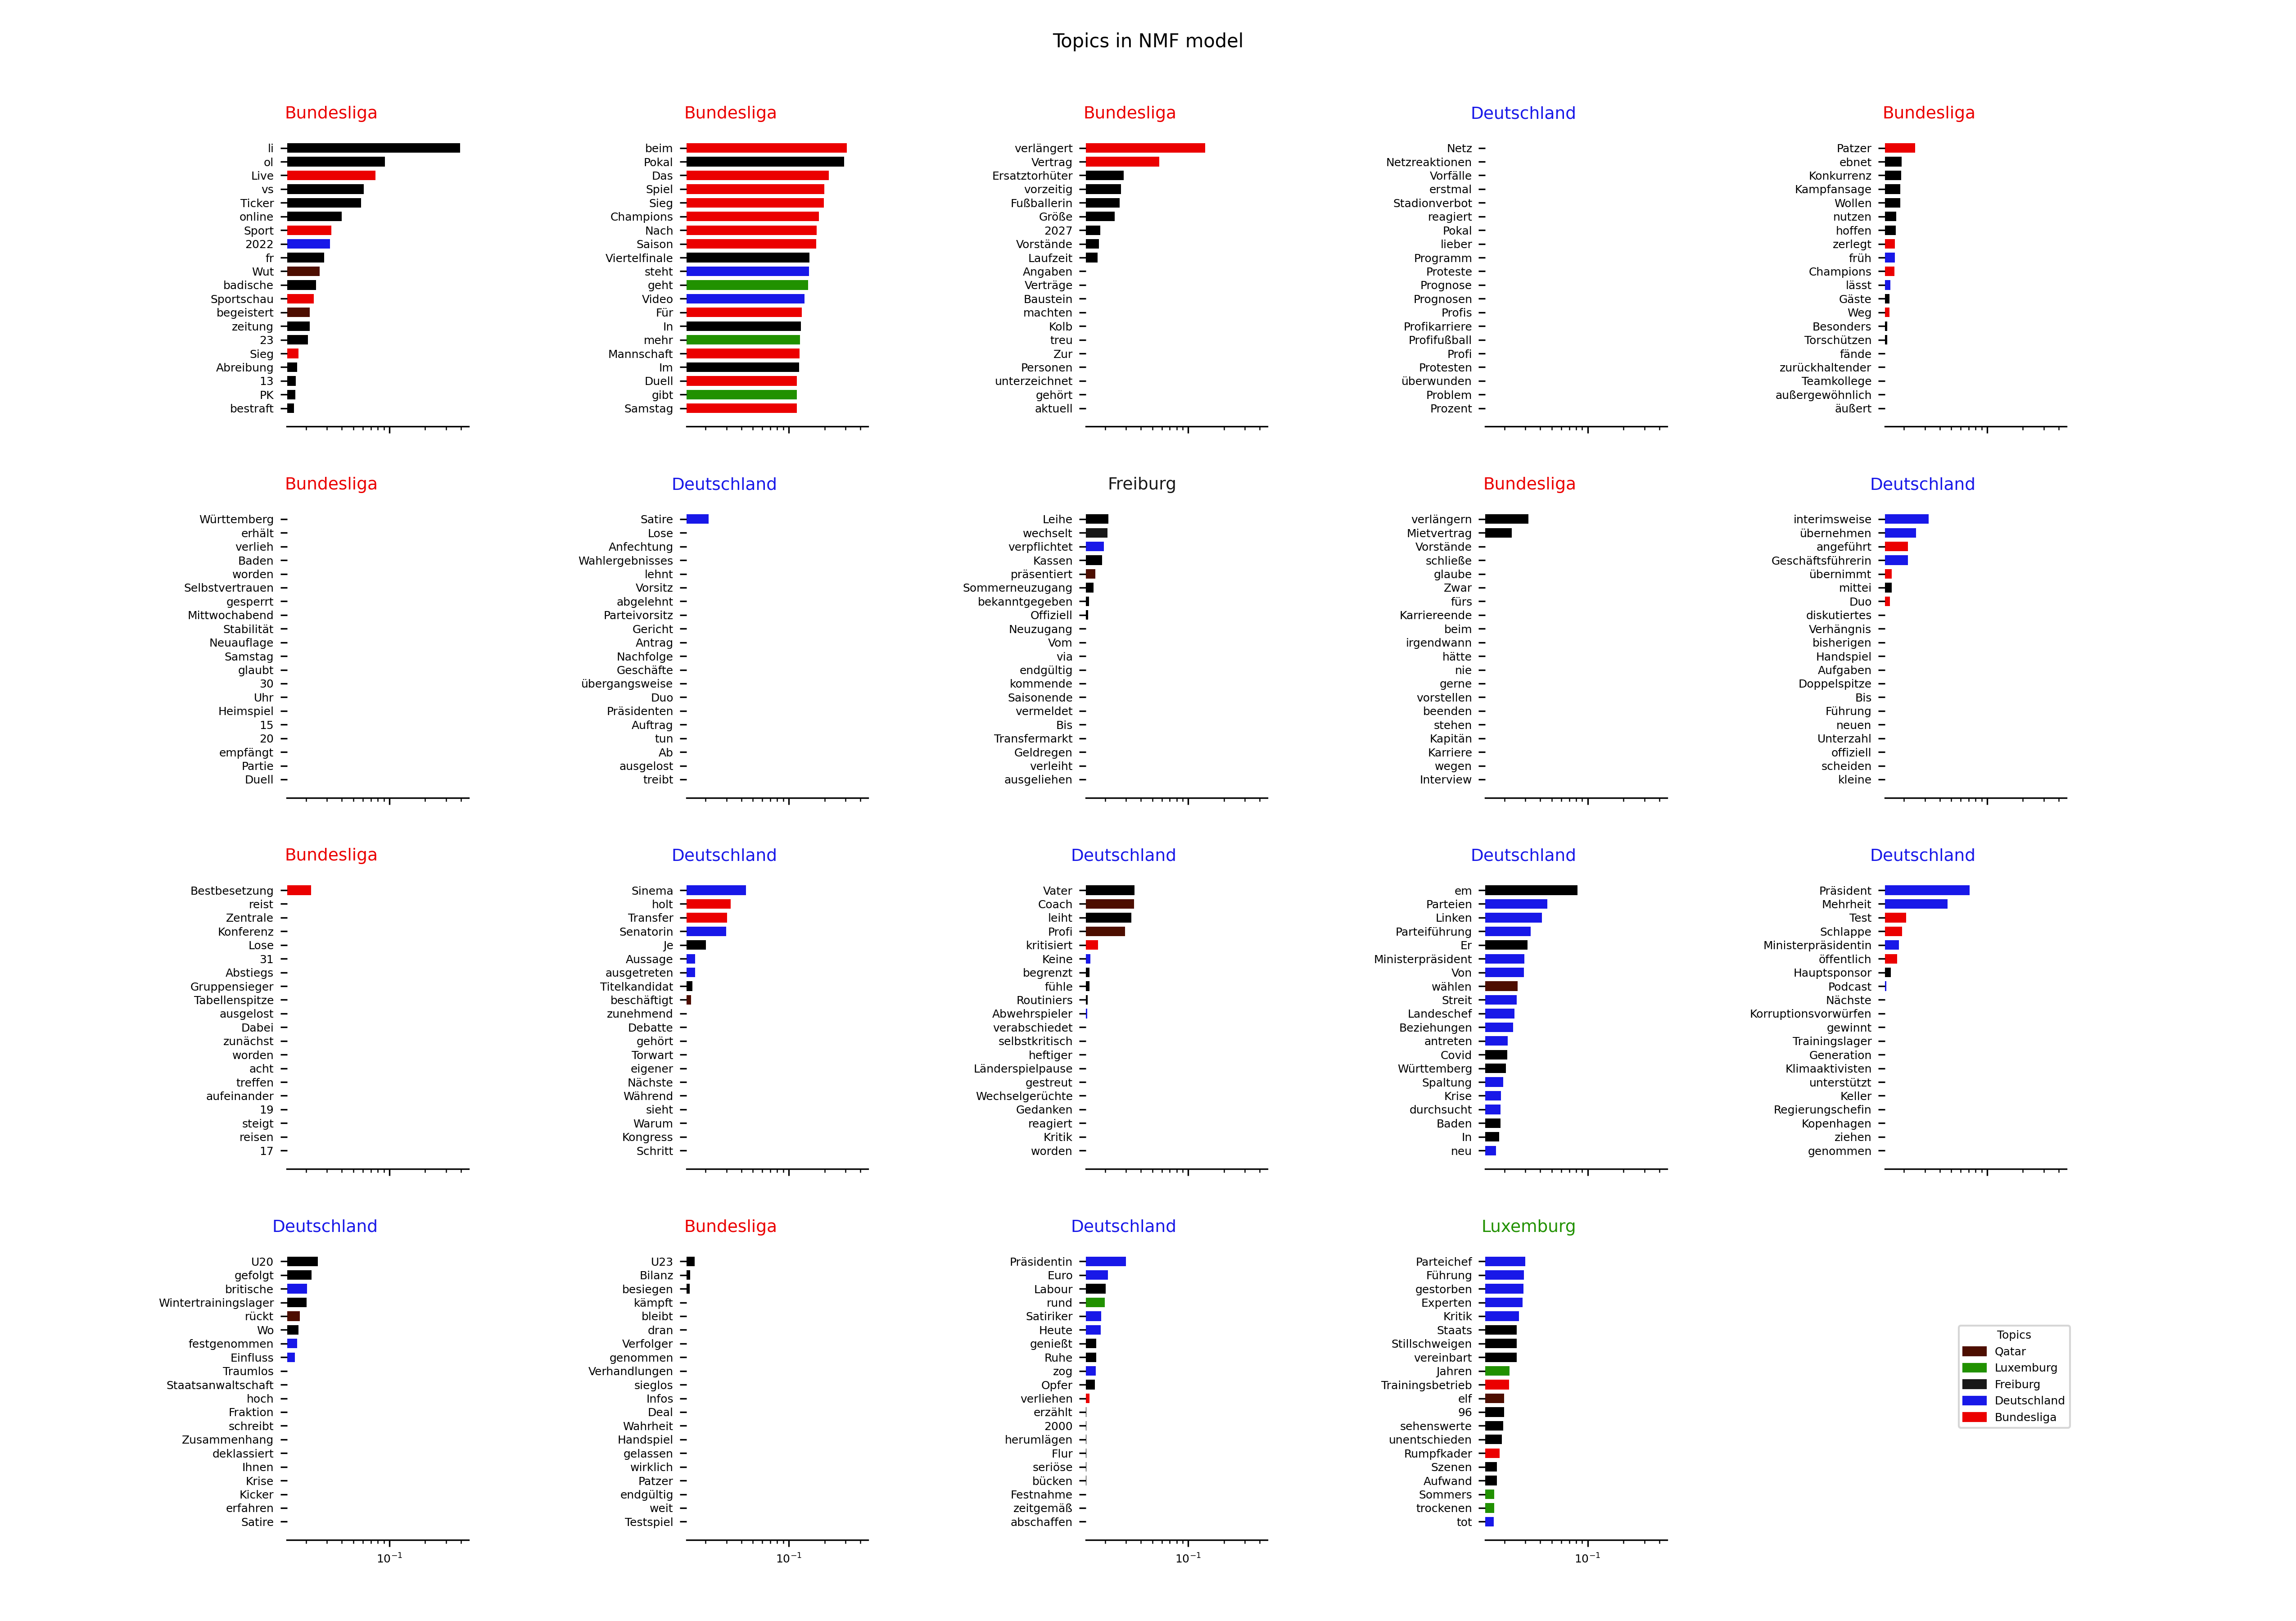 Topics in NMF model
Bundesliga
li
ol
Live
vs
Ticker
online
Sport
2022
fr
Wut
badische
Sportschau
begeistert
zeitung
23
Sieg
Abreibung
13
PK
bestraft
Bundesliga
beim
Pokal
Das
Spiel
Sieg
Champions
Nach
Saison
Viertelfinale
steht
geht
Video
Für
In
mehr
Mannschaft
Im
Duell
gibt
Samstag
Bundesliga
verlängert
Vertrag
Ersatztorhüter
vorzeitig
Fußballerin
Größe
2027
Vorstände
Laufzeit
Angaben
Verträge
Baustein
machten
Kolb
treu
Zur
Personen
unterzeichnet
gehört
aktuell
Deutschland
Netz
Netzreaktionen
Vorfälle
erstmal
Stadionverbot
reagiert
Pokal
lieber
Programm
Proteste
Prognose
Prognosen
Profis
Profikarriere
Profifußball
Profi
Protesten
überwunden
Problem
Prozent
Bundesliga
Patzer
ebnet
Konkurrenz
Kampfansage
Wollen
nutzen
hoffen
zerlegt
früh
Champions
lässt
Gäste
Weg
Besonders
Torschützen
fände
zurückhaltender
Teamkollege
außergewöhnlich
äußert
Bundesliga
Württemberg
erhält
verlieh
Baden
worden
Selbstvertrauen
gesperrt
Mittwochabend
Stabilität
Neuauflage
Samstag
glaubt
30
Uhr
Heimspiel
15
20
empfängt
Partie
Duell
Deutschland
Satire
Lose
Anfechtung
Wahlergebnisses
lehnt
Vorsitz
abgelehnt
Parteivorsitz
Gericht
Antrag
Nachfolge
Geschäfte
übergangsweise
Duo
Präsidenten
Auftrag
tun
Ab
ausgelost
treibt
Freiburg
Leihe
wechselt
verpflichtet
Kassen
präsentiert
Sommerneuzugang
bekanntgegeben
Offiziell
Neuzugang
Vom
via
endgültig
kommende
Saisonende
vermeldet
Bis
Transfermarkt
Geldregen
verleiht
ausgeliehen
Bundesliga
verlängern
Mietvertrag
Vorstände
schließe
glaube
Zwar
fürs
Karriereende
beim
irgendwann
hätte
nie
gerne
vorstellen
beenden
stehen
Kapitän
Karriere
wegen
Interview
Deutschland
interimsweise
übernehmen
angeführt
Geschäftsführerin
übernimmt
mittei
Duo
diskutiertes
Verhängnis
bisherigen
Handspiel
Aufgaben
Doppelspitze
Bis
Führung
neuen
Unterzahl
offiziell
scheiden
kleine
Bundesliga
Bestbesetzung
reist
Zentrale
Konferenz
Lose
31
Abstiegs
Gruppensieger
Tabellenspitze
ausgelost
Dabei
zunächst
worden
acht
treffen
aufeinander
19
steigt
reisen
17
Deutschland
Sinema
holt
Transfer
Senatorin
Je
Aussage
ausgetreten
Titelkandidat
beschäftigt
zunehmend
Debatte
gehört
Torwart
eigener
Nächste
Während
sieht
Warum
Kongress
Schritt
Deutschland
Vater
Coach
leiht
Profi
kritisiert
Keine
begrenzt
fühle
Routiniers
Abwehrspieler
verabschiedet
selbstkritisch
heftiger
Länderspielpause
gestreut
Wechselgerüchte
Gedanken
reagiert
Kritik
worden
Deutschland
em
Parteien
Linken
Parteiführung
Er
Ministerpräsident
Von
wählen
Streit
Landeschef
Beziehungen
antreten
Covid
Württemberg
Spaltung
Krise
durchsucht
Baden
In
neu
Deutschland
Präsident
Mehrheit
Test
Schlappe
Ministerpräsidentin
öffentlich
Hauptsponsor
Podcast
Nächste
Korruptionsvorwürfen
gewinnt
Trainingslager
Generation
Klimaaktivisten
unterstützt
Keller
Regierungschefin
Kopenhagen
ziehen
genommen
Deutschland
U20
gefolgt
britische
Wintertrainingslager
rückt
Wo
festgenommen
Einfluss
Traumlos
Staatsanwaltschaft
hoch
Fraktion
schreibt
Zusammenhang
deklassiert
Ihnen
Krise
Kicker
erfahren
Satire
10⁻¹
Bundesliga
U23
Bilanz
besiegen
kämpft
bleibt
dran
Verfolger
genommen
Verhandlungen
sieglos
Infos
Deal
Wahrheit
Handspiel
gelassen
wirklich
Patzer
endgültig
weit
Testspiel
10⁻¹
Deutschland
Präsidentin
Euro
Labour
rund
Satiriker
Heute
genießt
Ruhe
zog
Opfer
verliehen
erzählt
2000
herumlägen
Flur
seriöse
bücken
Festnahme
zeitgemäß
abschaffen
10⁻¹
Luxemburg
Parteichef
Führung
gestorben
Experten
Kritik
Staats
Stillschweigen
vereinbart
Jahren
Trainingsbetrieb
elf
96
sehenswerte
unentschieden
Rumpfkader
Szenen
Aufwand
Sommers
trockenen
tot
10⁻¹
Topics
Qatar
Luxemburg
Freiburg
Deutschland
Bundesliga